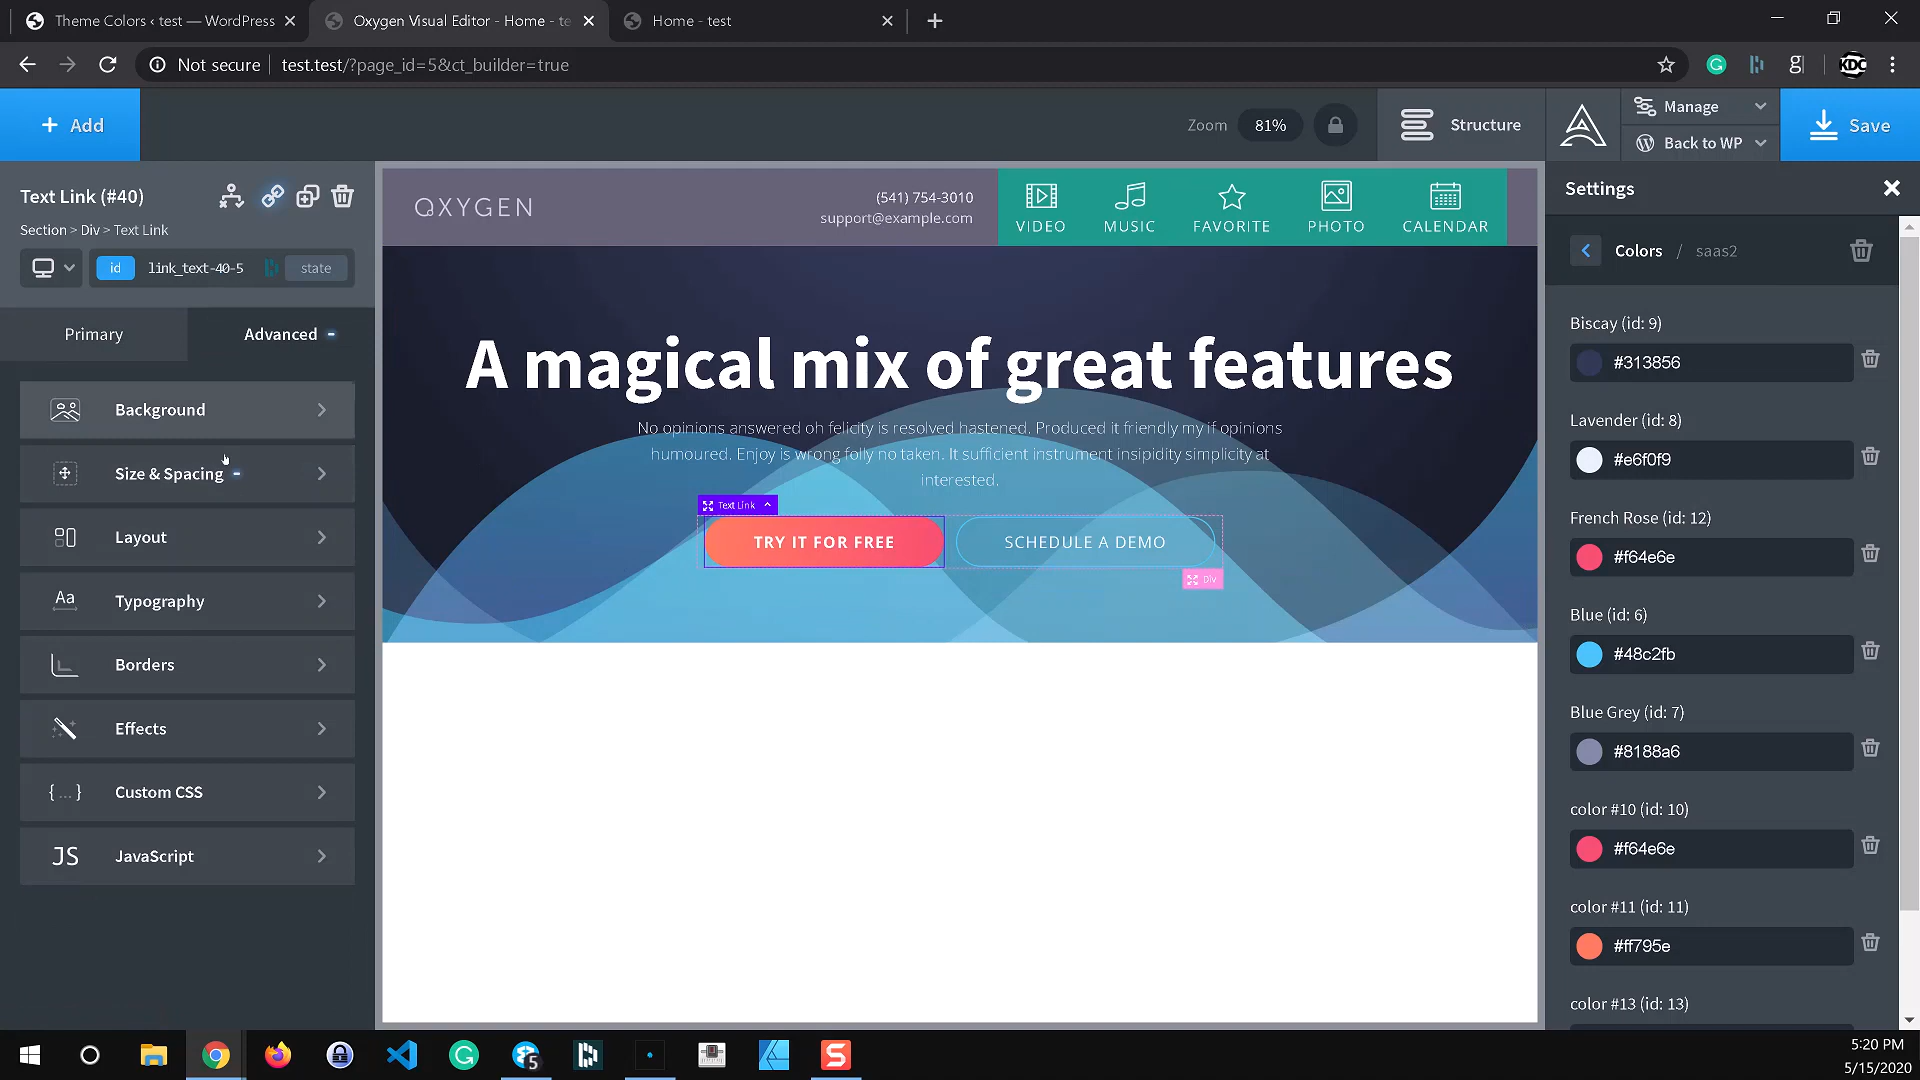 Theme Colors ‹ test — WordPress
Oxygen Visual Editor - Home - te
Home - test
Not secure
test.test/?page_id=5&ct_builder=true
+ Add
Zoom
81%
Structure
Manage
Back to WP
Save
Text Link (#40)
Section > Div > Text Link
id
link_text-40-5
state
Primary
Advanced
Background
Size & Spacing
Layout
Aa
Typography
Borders
Effects
{ ... }
Custom CSS
JS
JavaScript
OXYGEN
(541) 754-3010
support@example.com
VIDEO
MUSIC
FAVORITE
PHOTO
CALENDAR
A magical mix of great features
No opinions answered oh felicity is resolved hastened. Produced it friendly my if opinions
humoured. Enjoy is wrong folly no taken. It sufficient instrument insipidity simplicity at
interested.
Text Link
TRY IT FOR FREE
SCHEDULE A DEMO
Div
Settings
Colors / saas2
Biscay (id: 9)
#313856
Lavender (id: 8)
#e6f0f9
French Rose (id: 12)
#f64e6e
Blue (id: 6)
#48c2fb
Blue Grey (id: 7)
#8188a6
color #10 (id: 10)
#f64e6e
color #11 (id: 11)
#ff795e
color #13 (id: 13)
5:20 PM
5/15/2020